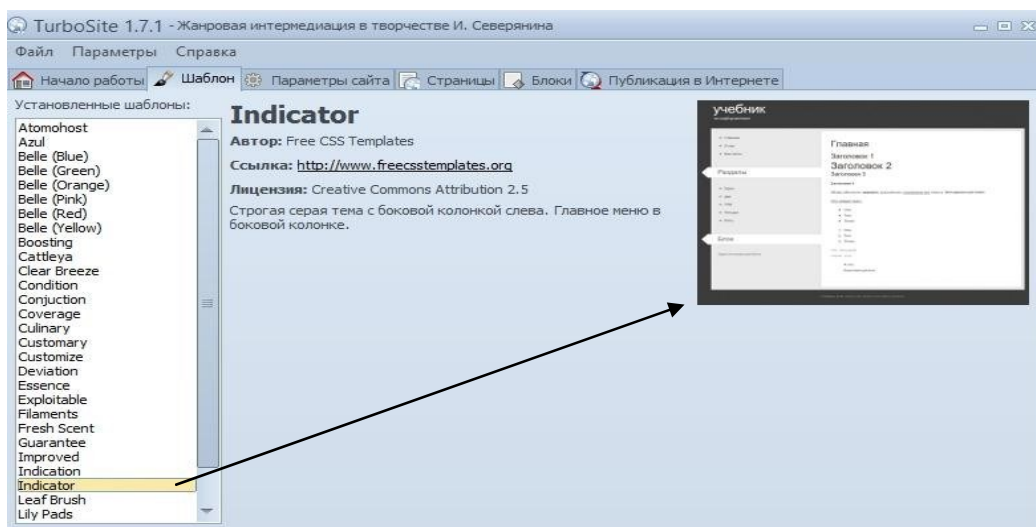 TurboSite 1.7.1 - Жанровая интермедиация в творчестве И. Северянина
Файл Параметры Справка
Начало работы Шаблон Параметры сайта Страницы Блоки Публикация в Интернете
Установленные шаблоны:
Atomohost
Azul
Belle (Blue)
Belle (Green)
Belle (Orange)
Belle (Pink)
Belle (Red)
Belle (Yellow)
Boosting
Cattleya
Clear Breeze
Condition
Conjuction
Coverage
Culinary
Customary
Customize
Deviation
Essence
Exploitable
Filaments
Fresh Scent
Guarantee
Improved
Indication
Indicator
Leaf Brush
Lily Pads
Indicator
Автор: Free CSS Templates
Ссылка: http://www.freecsstemplates.org
Лицензия: Creative Commons Attribution 2.5
Строгая серая тема с боковой колонкой слева. Главное меню в
боковой колонке.
учебник
Разделы
Блок
Главная
Заголовок 1
Заголовок 2
Заголовок 3